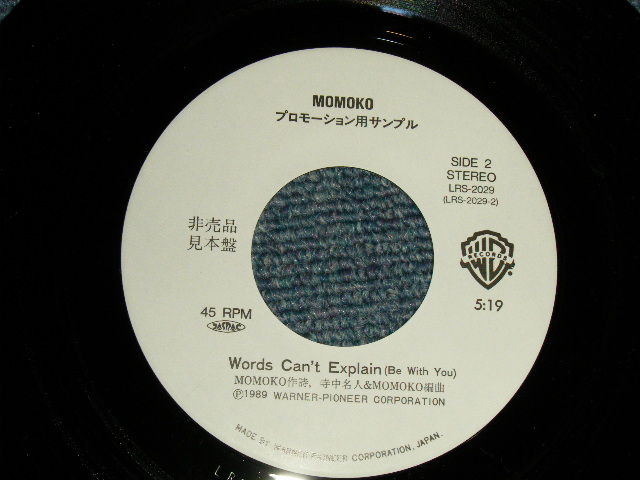 MOMOKO
プロモーション用サンプル
SIDE 2
STEREO
LRS-2029
(LRS-2029-2)
非売品
見本盤
RECORDS
45 RPM
JASRAC
5:19
Words Can't Explain (Be With You)
MOMOKO作詩, 寺中名人&MOMOKO編曲
Ⓟ1989 WARNER-PIONEER CORPORATION
MADE BY WARNER-PIONEER CORPORATION, JAPAN.